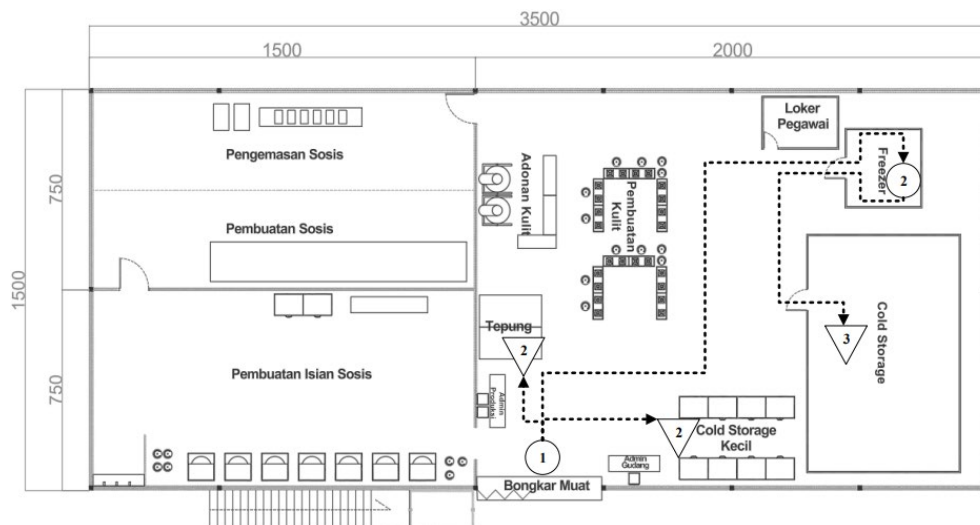 3500
1500
2000
Loker
Pegawai
Pengemasan Sosis
Adonan Kulit
Pembuatan
Kulit
Freezer
2
750
Pembuatan Sosis
1500
Tepung
2
Cold Storage
3
Pembuatan Isian Sosis
750
Admin
Produksi
2
Cold Storage
Kecil
1
Admin
Gudang
Bongkar Muat